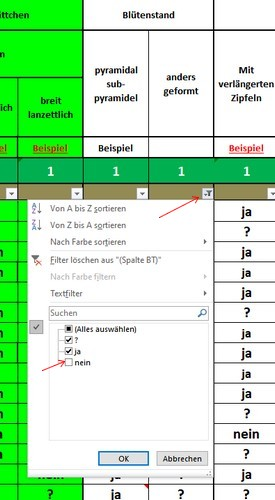 ttchen
Blütenstand
n
pyramidal
sub-
pyramidel
anders
geformt
Mit
verlängerten
Zipfeln
ich
breit
lanzettlich
el
Beispiel
Beispiel
Beispiel
1
1
1
1
ja
?
Von A bis Z sortieren
Von Z bis A sortieren
Nach Farbe sortieren
Filter löschen aus "(Spalte BT)"
Nach Farbe filtern
Textfilter
Suchen
(Alles auswählen)
?
ja
nein
OK
Abbrechen
ja
ja
ja
?
ja
ja
ja
ja
?
nein
?
ja
?
?
ja
?
?